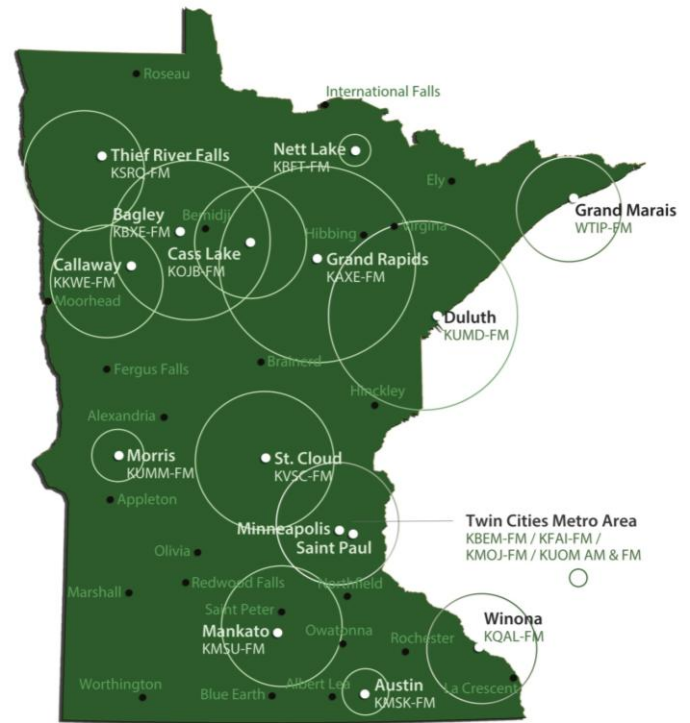 Roseau
International Falls
Thief River Falls
KSRQ-FM
Nett Lake
KBFT-FM
Ely
Grand Marais
WTIP-FM
Bagley
KBXE-FM
Bemidji
Cass Lake
KOJB-FM
Hibbing
Virgina
Grand Rapids
KAXE-FM
Callaway
KKWE-FM
Moorhead
Duluth
KUMD-FM
Fergus Falls
Brainerd
Hinckley
Alexandria
Morris
KUMM-FM
St. Cloud
KVSC-FM
Appleton
Minneapolis
Saint Paul
Twin Cities Metro Area
KBEM-FM / KFAI-FM /
KMOJ-FM / KUOM AM & FM
Olivia
Marshall
Redwood Falls
Northfield
Saint Peter
Mankato
KMSU-FM
Owatonna
Rochester
Winona
KQAL-FM
La Crescent
Worthington
Blue Earth
Albert Lea
Austin
KMSK-FM